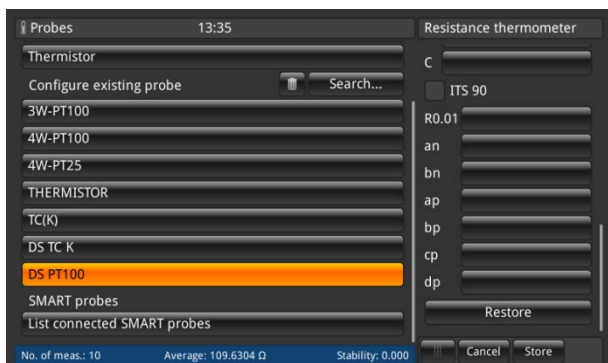 Probes 13:35
Thermistor
Configure existing probe Search...
3W-PT100
4W-PT100
4W-PT25
THERMISTOR
TC(K)
DS TC K
DS PT100
SMART probes
List connected SMART probes
No. of meas.: 10 Average: 109.6304 Ω Stability: 0.000
Resistance thermometer
C
ITS 90
R0.01
an
bn
ap
bp
cp
dp
Restore
Cancel Store